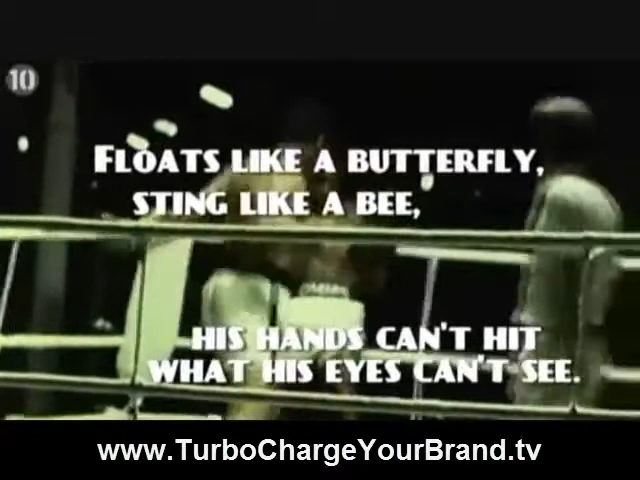 10
FLOATS LIKE A BUTTERFLY,
STING LIKE A BEE,
HIS HANDS CAN'T HIT
WHAT HIS EYES CAN'T SEE.
www.TurboChargeYourBrand.tv